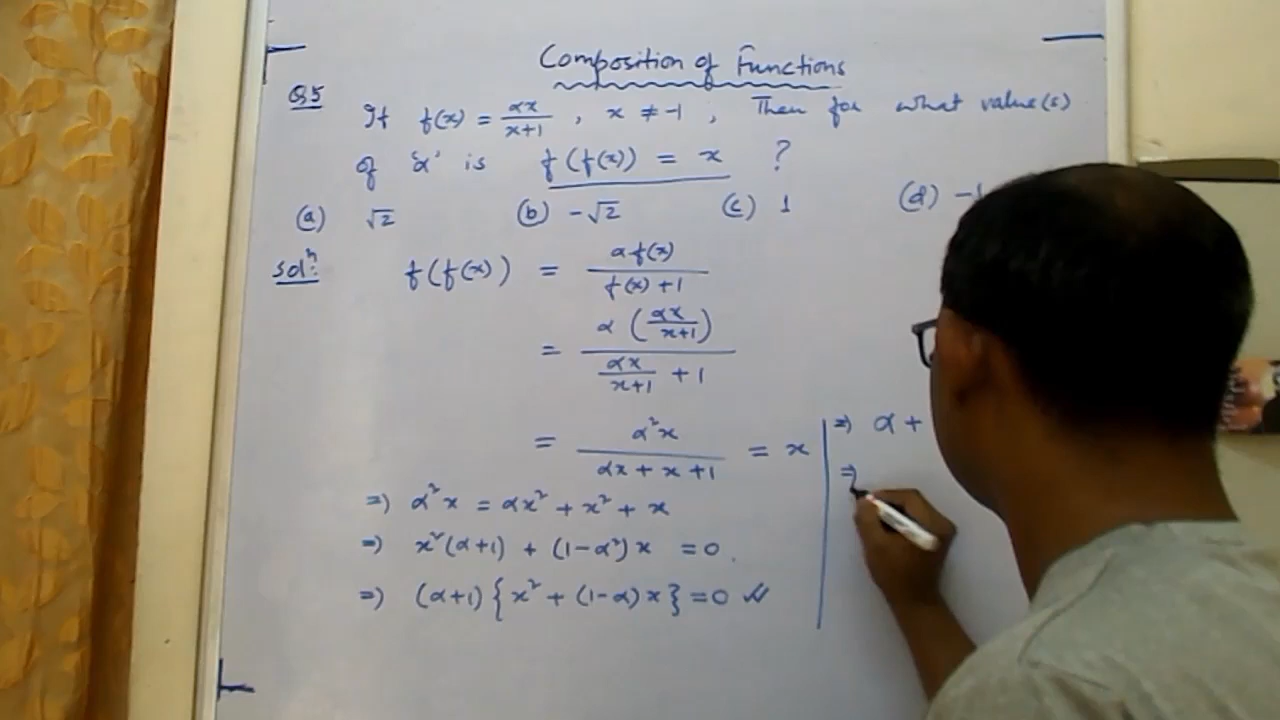 Composition of Functions
Q5 If f(x) = αx/(x+1) , x ≠ -1 , Then for what value(s)
of 'α' is f(f(x)) = x ?
(a) √2 (b) -√2 (c) 1 (d) -1
Solⁿ: f(f(x)) = αf(x)/(f(x)+1)
= α(αx/(x+1))/(αx/(x+1) + 1)
= α²x/(αx + x + 1) = x
⇒) α²x = αx² + x² + x
⇒) x²(α+1) + (1-α²)x = 0.
⇒) (α+1){x² + (1-α)x} = 0
⇒) α +
⇒)